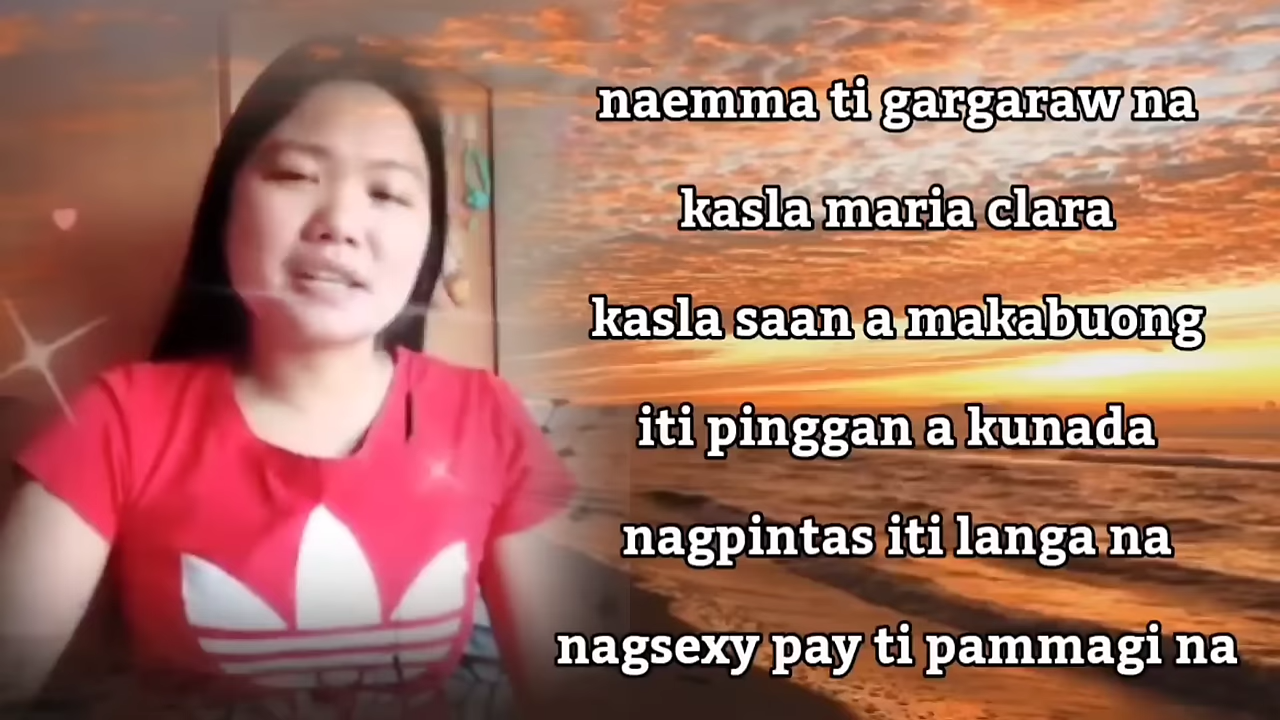 naemma ti gargaraw na
kasla maria clara
kasla saan a makabuong
iti pinggan a kunada
nagpintas iti langa na
nagsexy pay ti pammagi na